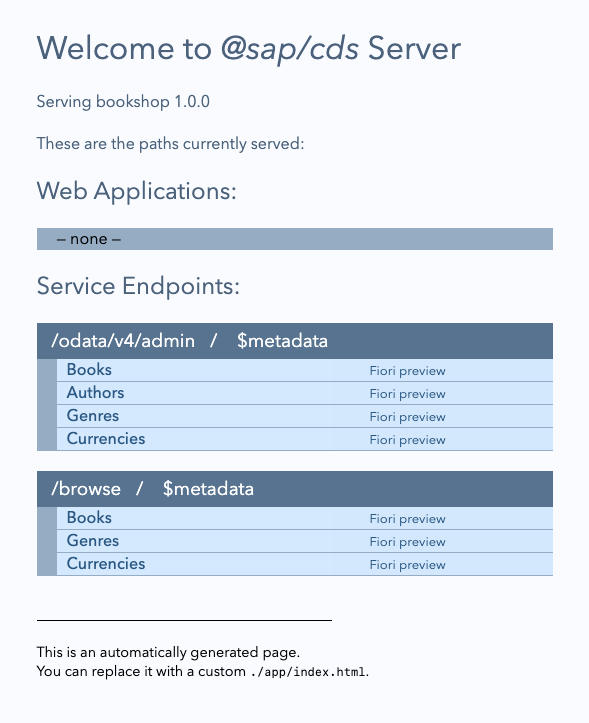 Welcome to @sap/cds Server
Serving bookshop 1.0.0
These are the paths currently served:
Web Applications:
– none –
Service Endpoints:
/odata/v4/admin / $metadata
Books Fiori preview
Authors Fiori preview
Genres Fiori preview
Currencies Fiori preview
/browse / $metadata
Books Fiori preview
Genres Fiori preview
Currencies Fiori preview
This is an automatically generated page.
You can replace it with a custom ./app/index.html.